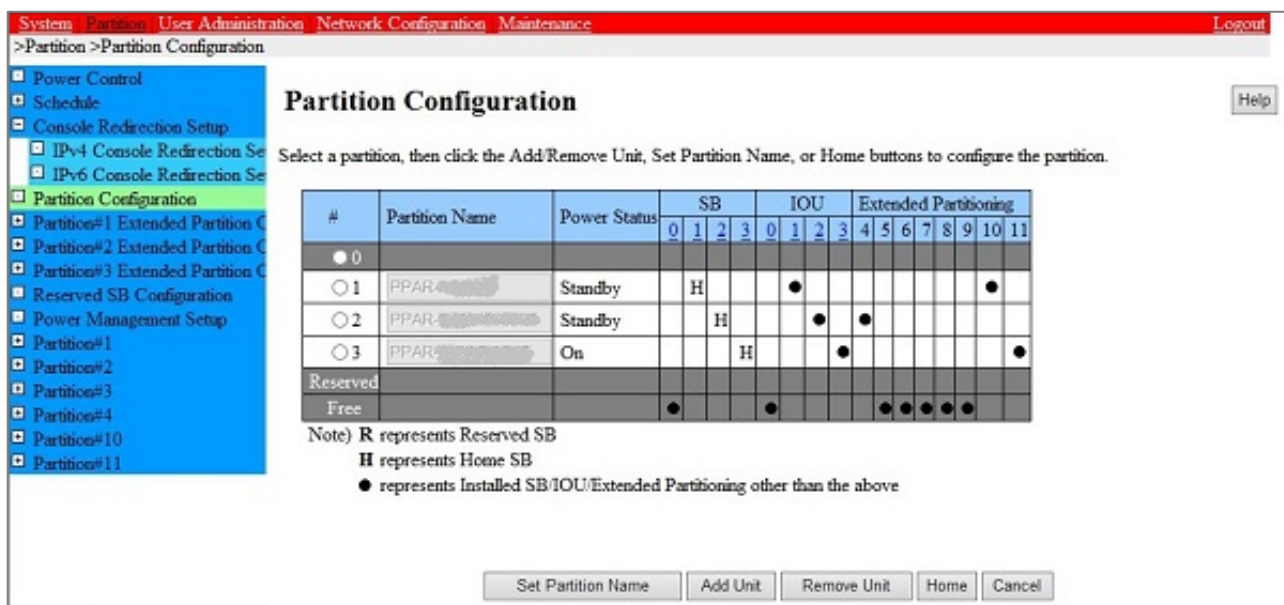 System Partition User Administration Network Configuration Maintenance Logout
>Partition >Partition Configuration
Power Control
Schedule
Console Redirection Setup
IPv4 Console Redirection Se
IPv6 Console Redirection Se
Partition Configuration
Partition#1 Extended Partition C
Partition#2 Extended Partition C
Partition#3 Extended Partition C
Reserved SB Configuration
Power Management Setup
Partition#1
Partition#2
Partition#3
Partition#4
Partition#10
Partition#11
Partition Configuration
Help
Select a partition, then click the Add/Remove Unit, Set Partition Name, or Home buttons to configure the partition.
# Partition Name Power Status SB IOU Extended Partitioning
0 1 2 3 0 1 2 3 4 5 6 7 8 9 10 11
0
1 PPAR- Standby H ● ●
2 PPAR- Standby H ● ●
3 PPAR On H ● ●
Reserved
Free ● ● ● ● ● ● ●
Note) R represents Reserved SB
H represents Home SB
● represents Installed SB/IOU/Extended Partitioning other than the above
Set Partition Name Add Unit Remove Unit Home Cancel